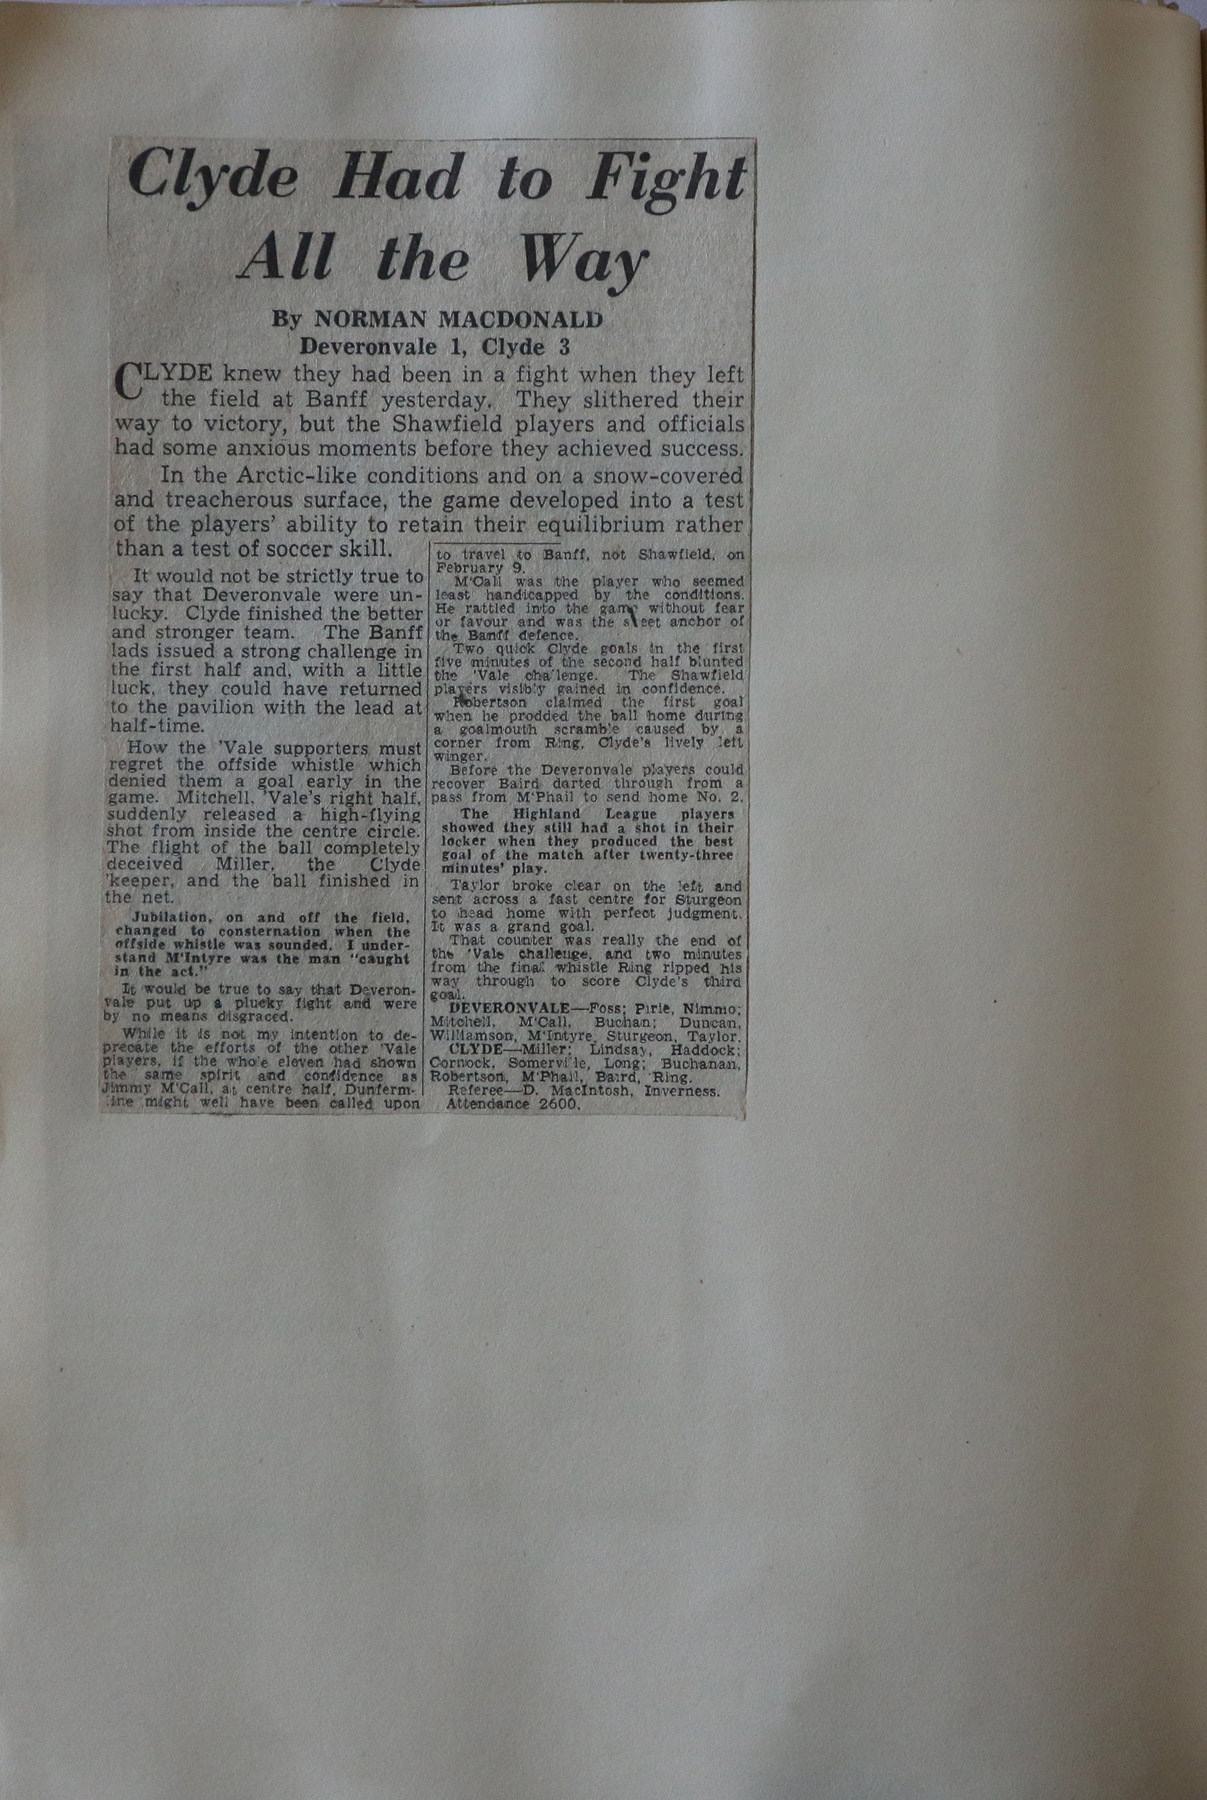 Clyde Had to Fight
All the Way
By NORMAN MACDONALD
Deveronvale 1, Clyde 3
CLYDE knew they had been in a fight when they left
the field at Banff yesterday. They slithered their
way to victory, but the Shawfield players and officials
had some anxious moments before they achieved success.
In the Arctic-like conditions and on a snow-covered
and treacherous surface, the game developed into a test
of the players' ability to retain their equilibrium rather
than a test of soccer skill.
It would not be strictly true to
say that Deveronvale were un-
lucky. Clyde finished the better
and stronger team. The Banff
lads issued a strong challenge in
the first half and, with a little
luck, they could have returned
to the pavilion with the lead at
half-time.
How the 'Vale supporters must
regret the offside whistle which
denied them a goal early in the
game. Mitchell, 'Vale's right half,
suddenly released a high-flying
shot from inside the centre circle.
The flight of the ball completely
deceived Miller, the Clyde
'keeper, and the ball finished in
the net.
Jubilation, on and off the field,
changed to consternation when the
offside whistle was sounded. I under-
stand M'Intyre was the man "caught
in the act."
It would be true to say that Deveron-
vale put up a plucky fight and were
by no means disgraced.
While it is not my intention to de-
precate the efforts of the other 'Vale
players, if the whole eleven had shown
the same spirit and confidence as
Jimmy M'Call, at centre half, Dunferm-
line might well have been called upon
to travel to Banff, not Shawfield, on
February 9.
M'Call was the player who seemed
least handicapped by the conditions.
He rattled into the game without fear
or favour and was the sheet anchor of
the Banff defence.
Two quick Clyde goals in the first
five minutes of the second half blunted
the 'Vale challenge. The Shawfield
players visibly gained in confidence.
Robertson claimed the first goal
when he prodded the ball home during
a goalmouth scramble caused by a
corner from Ring, Clyde's lively left
winger.
Before the Deveronvale players could
recover Baird darted through from a
pass from M'Phail to send home No. 2.
The Highland League players
showed they still had a shot in their
locker when they produced the best
goal of the match after twenty-three
minutes' play.
Taylor broke clear on the left and
sent across a fast centre for Sturgeon
to head home with perfect judgment.
It was a grand goal.
That counter was really the end of
the 'Vale challenge, and two minutes
from the final whistle Ring ripped his
way through to score Clyde's third
goal.
DEVERONVALE—Foss; Pirie, Nimmo;
Mitchell, M'Call, Buchan; Duncan,
Williamson, M'Intyre, Sturgeon, Taylor.
CLYDE—Miller; Lindsay, Haddock;
Cornock, Somerville, Long; Buchanan,
Robertson, M'Phail, Baird, Ring.
Referee—D. MacIntosh, Inverness.
Attendance 2600.